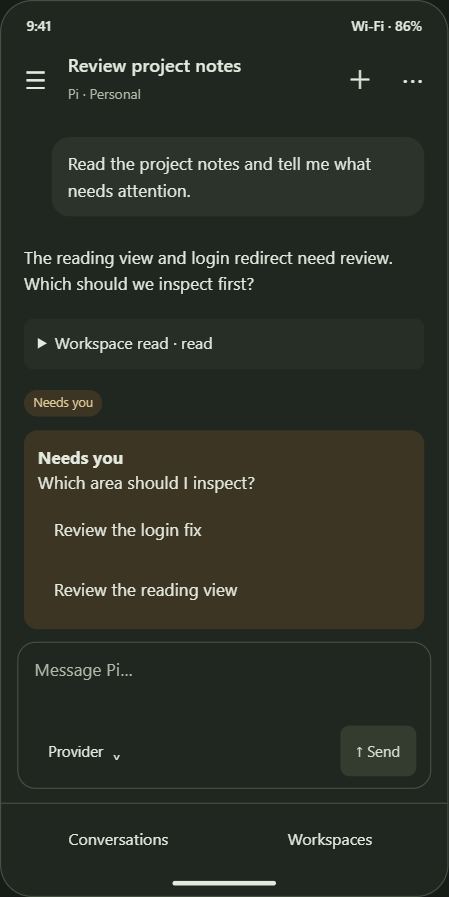 9:41
Wi-Fi · 86%
Review project notes
Pi · Personal
Read the project notes and tell me what
needs attention.
The reading view and login redirect need review.
Which should we inspect first?
Workspace read · read
Needs you
Needs you
Which area should I inspect?
Review the login fix
Review the reading view
Message Pi...
Provider
↑ Send
Conversations
Workspaces